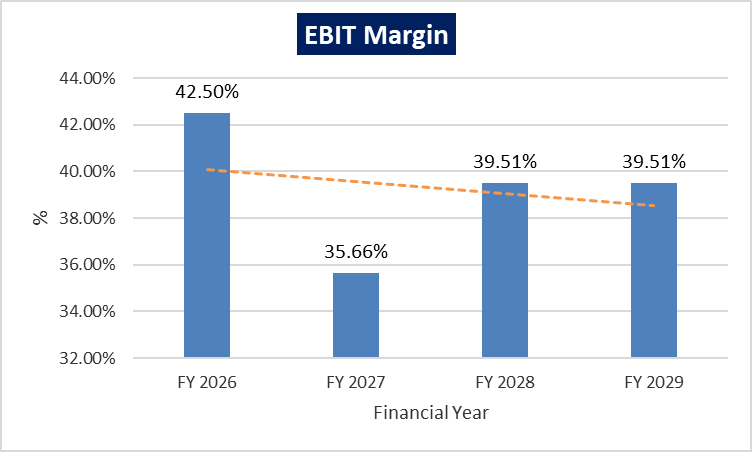 EBIT Margin
44.00%
42.00%
40.00%
38.00%
36.00%
34.00%
32.00%
%
42.50%
35.66%
39.51%
39.51%
FY 2026
FY 2027
FY 2028
FY 2029
Financial Year